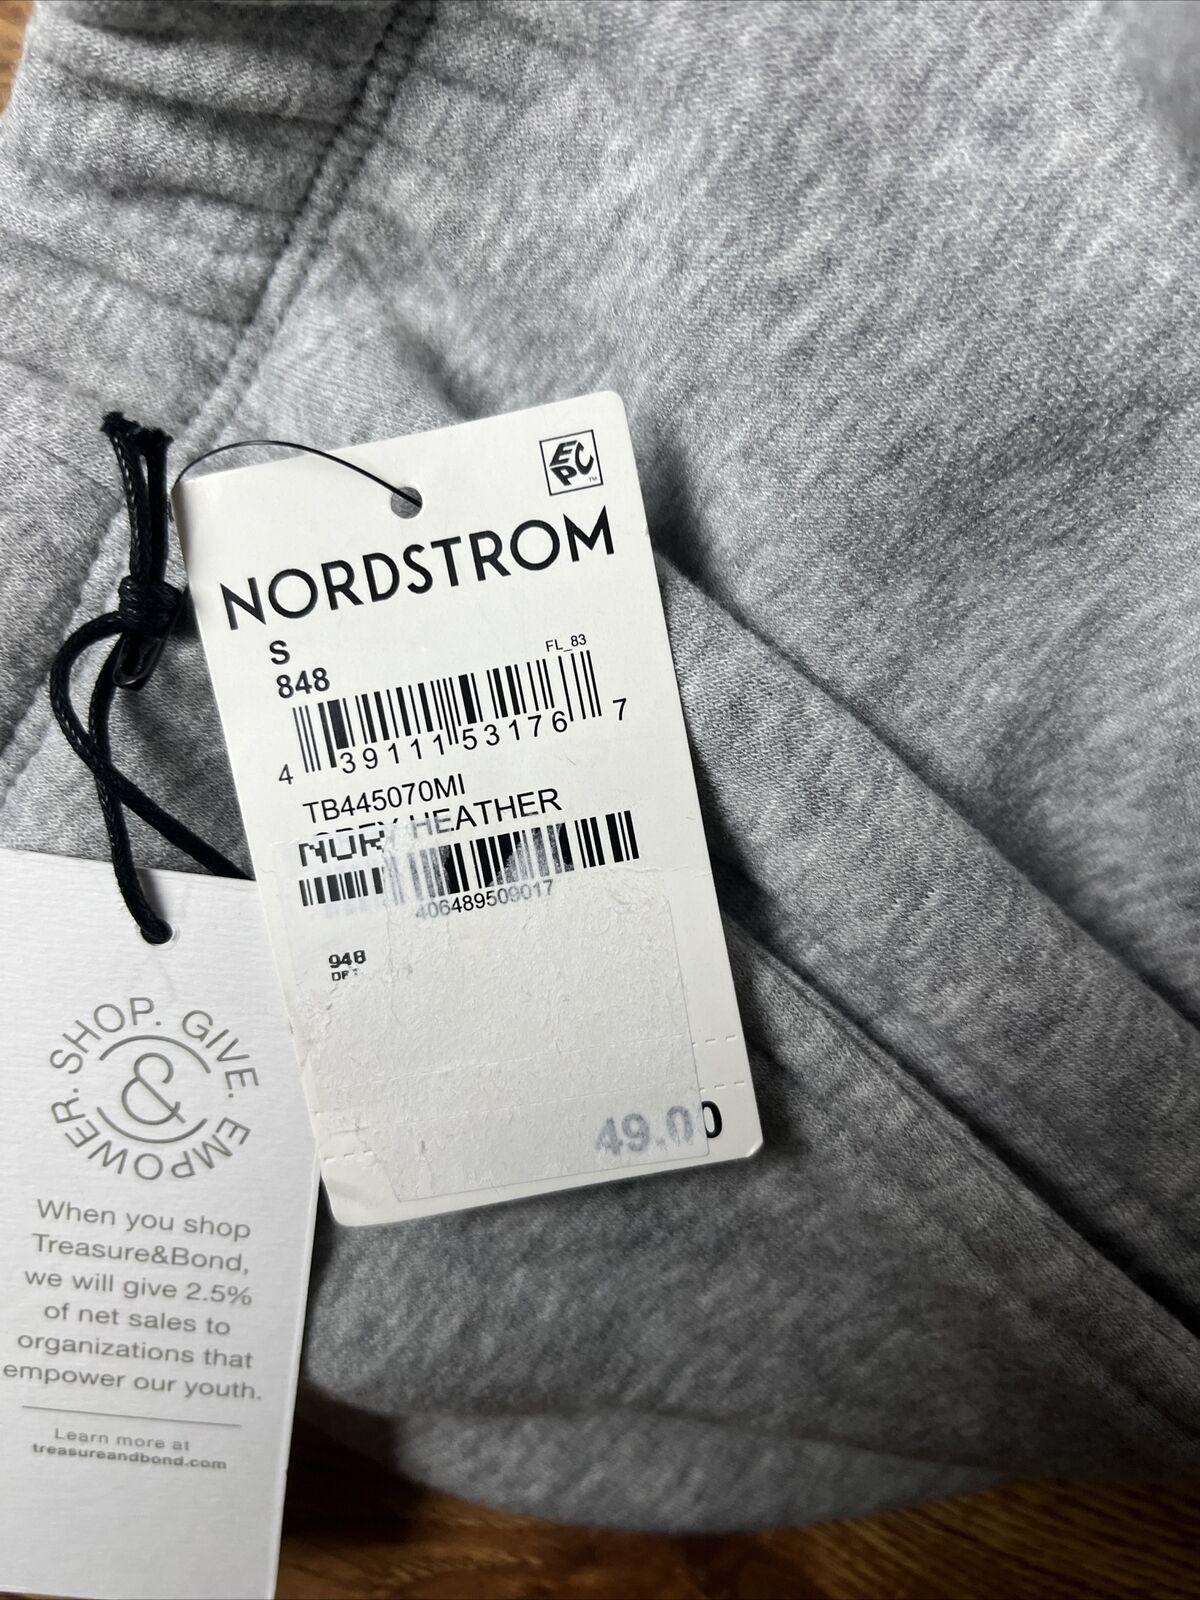 EPC
TM
NORDSTROM
S
FL_83
848
4 39111 53176 7
TB445070MI
GREY HEATHER
NOR
406489509017
948
49.00
SHOP. GIVE. EMPOWER.
&
When you shop
Treasure&Bond,
we will give 2.5%
of net sales to
organizations that
empower our youth.
Learn more at
treasureandbond.com